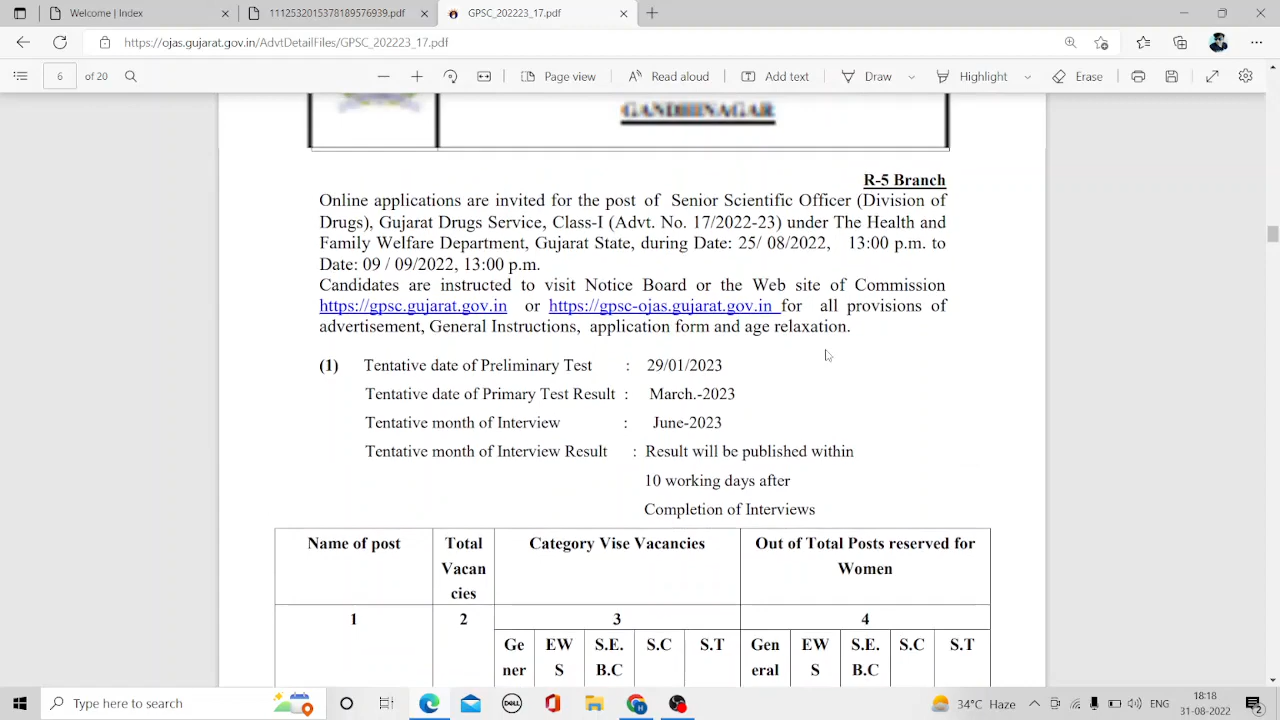 Welcome | Index
111253201537818957​6939.pdf
GPSC_202223_17.pdf
https://ojas.gujarat.gov.in/AdvtDetailFiles/GPSC_202223_17.pdf
6 of 20 Page view Read aloud Add text Draw Highlight Erase
GANDHINAGAR
R-5 Branch
Online applications are invited for the post of Senior Scientific Officer (Division of
Drugs), Gujarat Drugs Service, Class-I (Advt. No. 17/2022-23) under The Health and
Family Welfare Department, Gujarat State, during Date: 25/ 08/2022, 13:00 p.m. to
Date: 09 / 09/2022, 13:00 p.m.
Candidates are instructed to visit Notice Board or the Web site of Commission
https://gpsc.gujarat.gov.in or https://gpsc-ojas.gujarat.gov.in for all provisions of
advertisement, General Instructions, application form and age relaxation.
(1) Tentative date of Preliminary Test : 29/01/2023
Tentative date of Primary Test Result : March.-2023
Tentative month of Interview : June-2023
Tentative month of Interview Result : Result will be published within
10 working days after
Completion of Interviews
Name of post Total Category Vise Vacancies Out of Total Posts reserved for
Vacan Women
cies
1 2 3 4
Ge EW S.E. S.C S.T Gen EW S.E. S.C S.T
ner S B.C eral S B.C
Type here to search
34°C Haze
18:18
31-08-2022
2